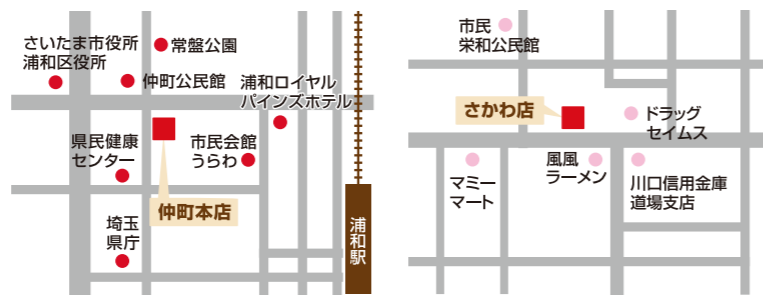 さいたま市役所
浦和区役所
常盤公園
仲町公民館
浦和ロイヤル
パインズホテル
県民健康
センター
市民会館
うらわ
仲町本店
埼玉
県庁
浦和駅
市民
栄和公民館
さかわ店
ドラッグ
セイムス
マミー
マート
風風
ラーメン
川口信用金庫
道場支店